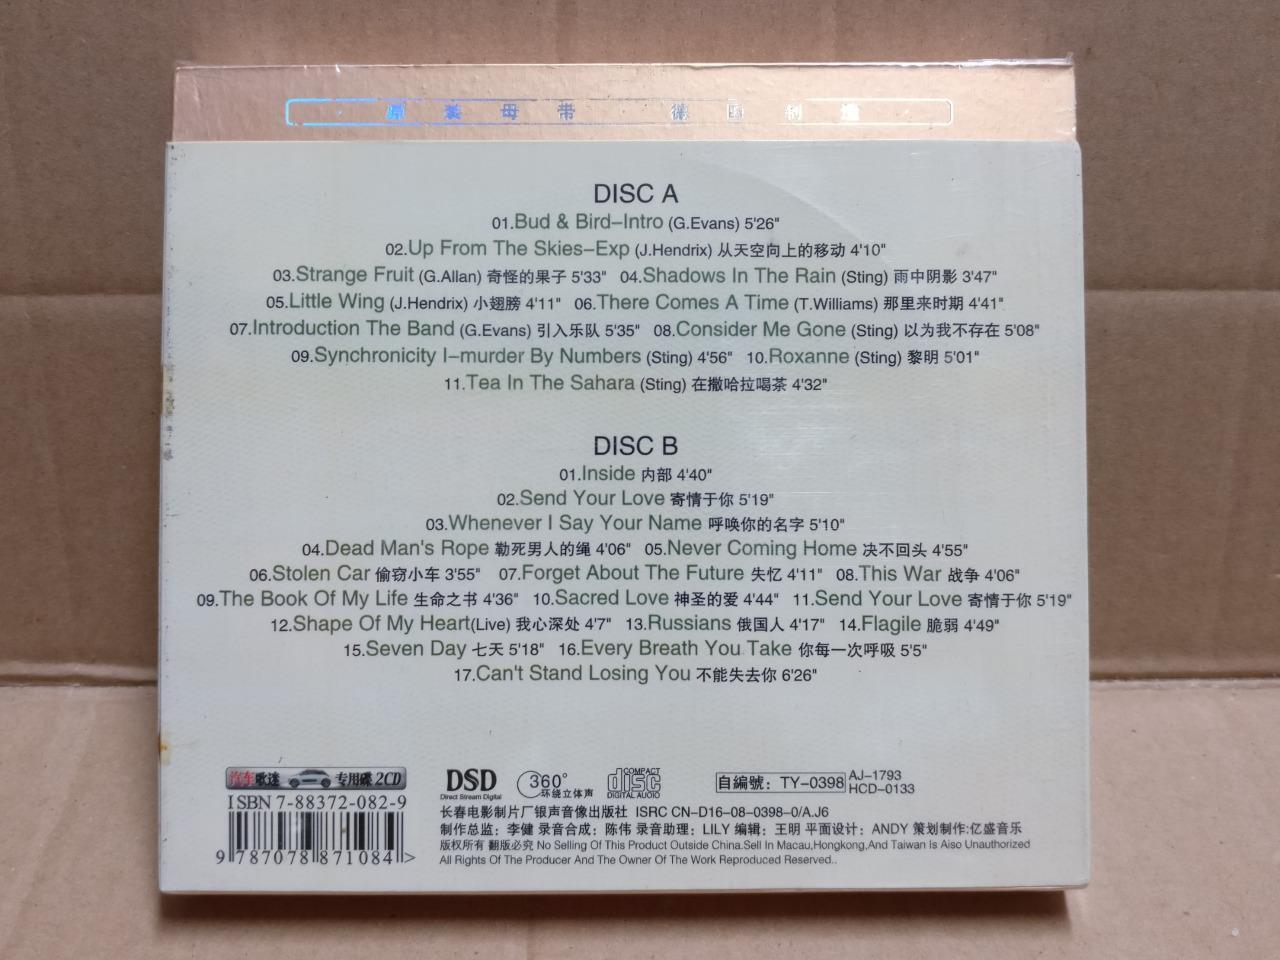 原装母带 德国制造
DISC A
01.Bud & Bird-Intro (G.Evans) 5'26"
02.Up From The Skies-Exp (J.Hendrix) 从天空向上的移动 4'10"
03.Strange Fruit (G.Allan) 奇怪的果子 5'33" 04.Shadows In The Rain (Sting) 雨中阴影 3'47"
05.Little Wing (J.Hendrix) 小翅膀 4'11" 06.There Comes A Time (T.Williams) 那里来时期 4'41"
07.Introduction The Band (G.Evans) 引入乐队 5'35" 08.Consider Me Gone (Sting) 以为我不存在 5'08"
09.Synchronicity I-murder By Numbers (Sting) 4'56" 10.Roxanne (Sting) 黎明 5'01"
11.Tea In The Sahara (Sting) 在撒哈拉喝茶 4'32"
DISC B
01.Inside 内部 4'40"
02.Send Your Love 寄情于你 5'19"
03.Whenever I Say Your Name 呼唤你的名字 5'10"
04.Dead Man's Rope 勒死男人的绳 4'06" 05.Never Coming Home 决不回头 4'55"
06.Stolen Car 偷窃小车 3'55" 07.Forget About The Future 失忆 4'11" 08.This War 战争 4'06"
09.The Book Of My Life 生命之书 4'36" 10.Sacred Love 神圣的爱 4'44" 11.Send Your Love 寄情于你 5'19"
12.Shape Of My Heart(Live) 我心深处 4'7" 13.Russians 俄国人 4'17" 14.Flagile 脆弱 4'49"
15.Seven Day 七天 5'18" 16.Every Breath You Take 你每一次呼吸 5'5"
17.Can't Stand Losing You 不能失去你 6'26"
汽车歌迷 专用碟 2CD
ISBN 7-88372-082-9
9 787078 871084 >
DSD
Direct Stream Digital
360°
环绕立体声
COMPACT
disc
DIGITAL AUDIO
自編號：TY-0398
AJ-1793
HCD-0133
长春电影制片厂银声音像出版社 ISRC CN-D16-08-0398-0/A.J6
制作总监：李健 录音合成：陈伟 录音助理：LILY 编辑：王明 平面设计：ANDY 策划制作:亿盛音乐
版权所有 翻版必究 No Selling Of This Product Outside China.Sell In Macau,Hongkong,And Taiwan Is Aiso Unauthorized
All Rights Of The Producer And The Owner Of The Work Reproduced Reserved..